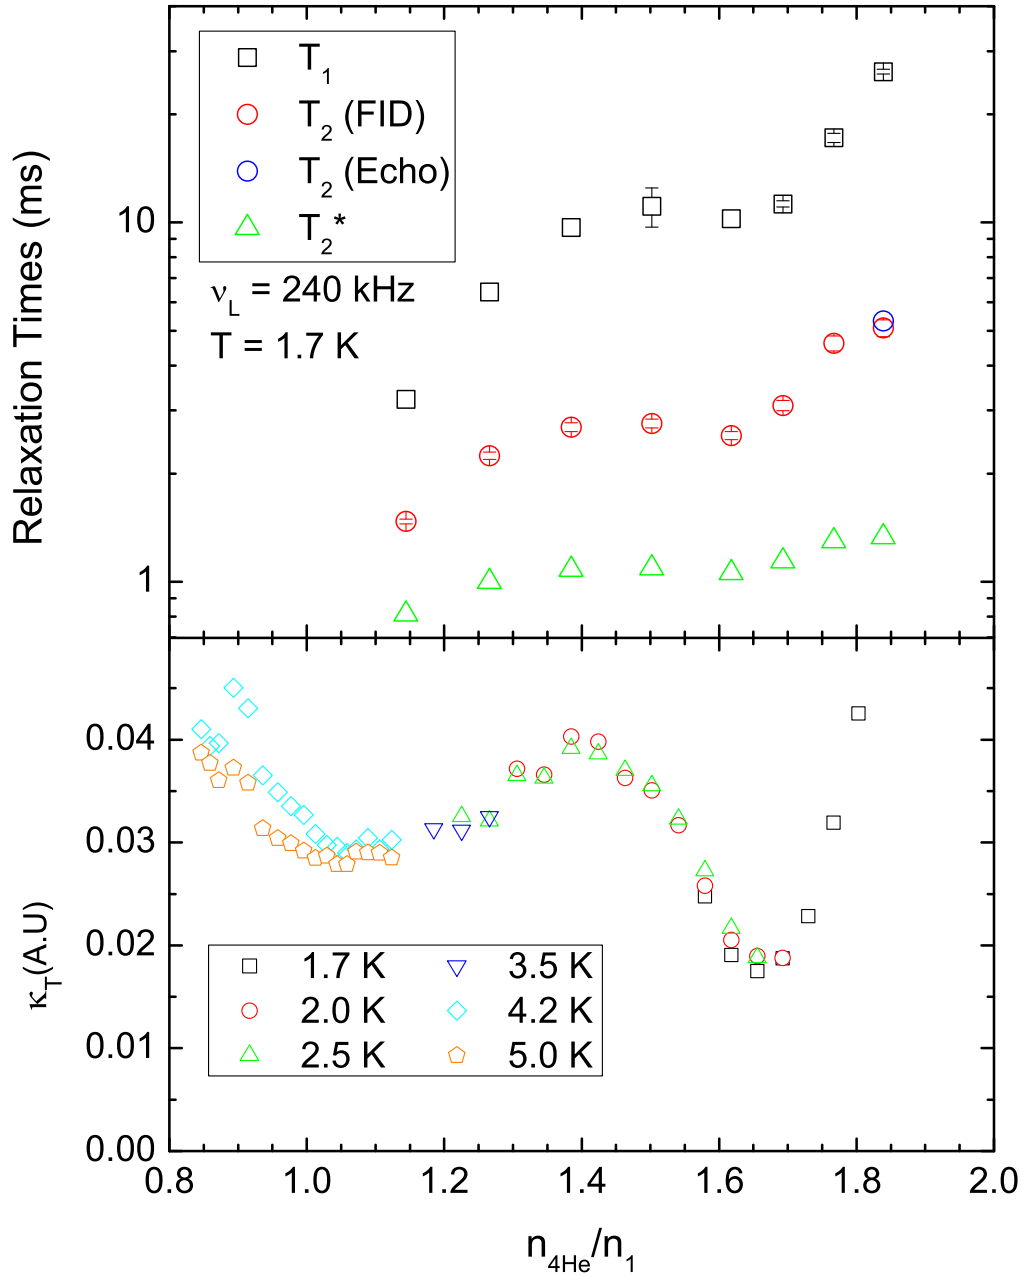 Relaxation Times (ms)
10
1
T₁
T₂ (FID)
T₂ (Echo)
T₂*
ν_L = 240 kHz
T = 1.7 K
κ_T(A.U)
0.04
0.03
0.02
0.01
0.00
1.7 K 3.5 K
2.0 K 4.2 K
2.5 K 5.0 K
0.8 1.0 1.2 1.4 1.6 1.8 2.0
n₄He/n₁